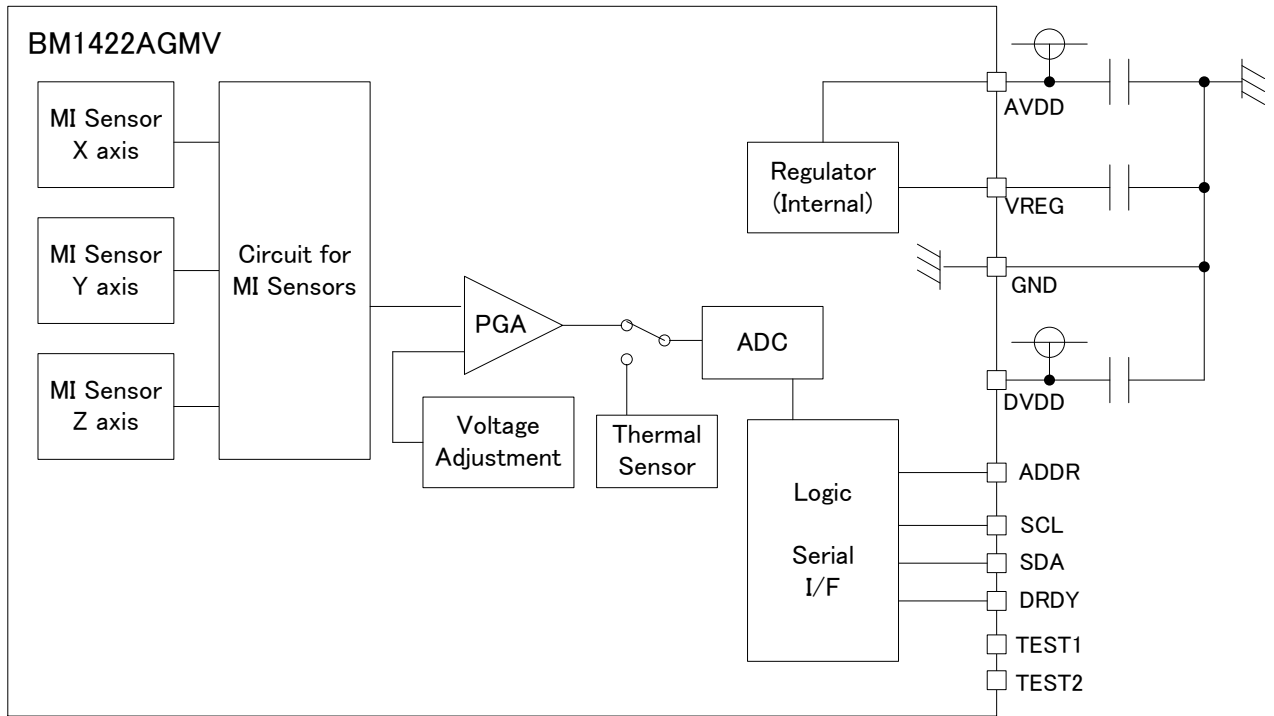 BM1422AGMV
MI Sensor
X axis
MI Sensor
Y axis
MI Sensor
Z axis
Circuit for
MI Sensors
PGA
Voltage
Adjustment
Thermal
Sensor
ADC
Regulator
(Internal)
Logic
Serial
I/F
AVDD
VREG
GND
DVDD
ADDR
SCL
SDA
DRDY
TEST1
TEST2